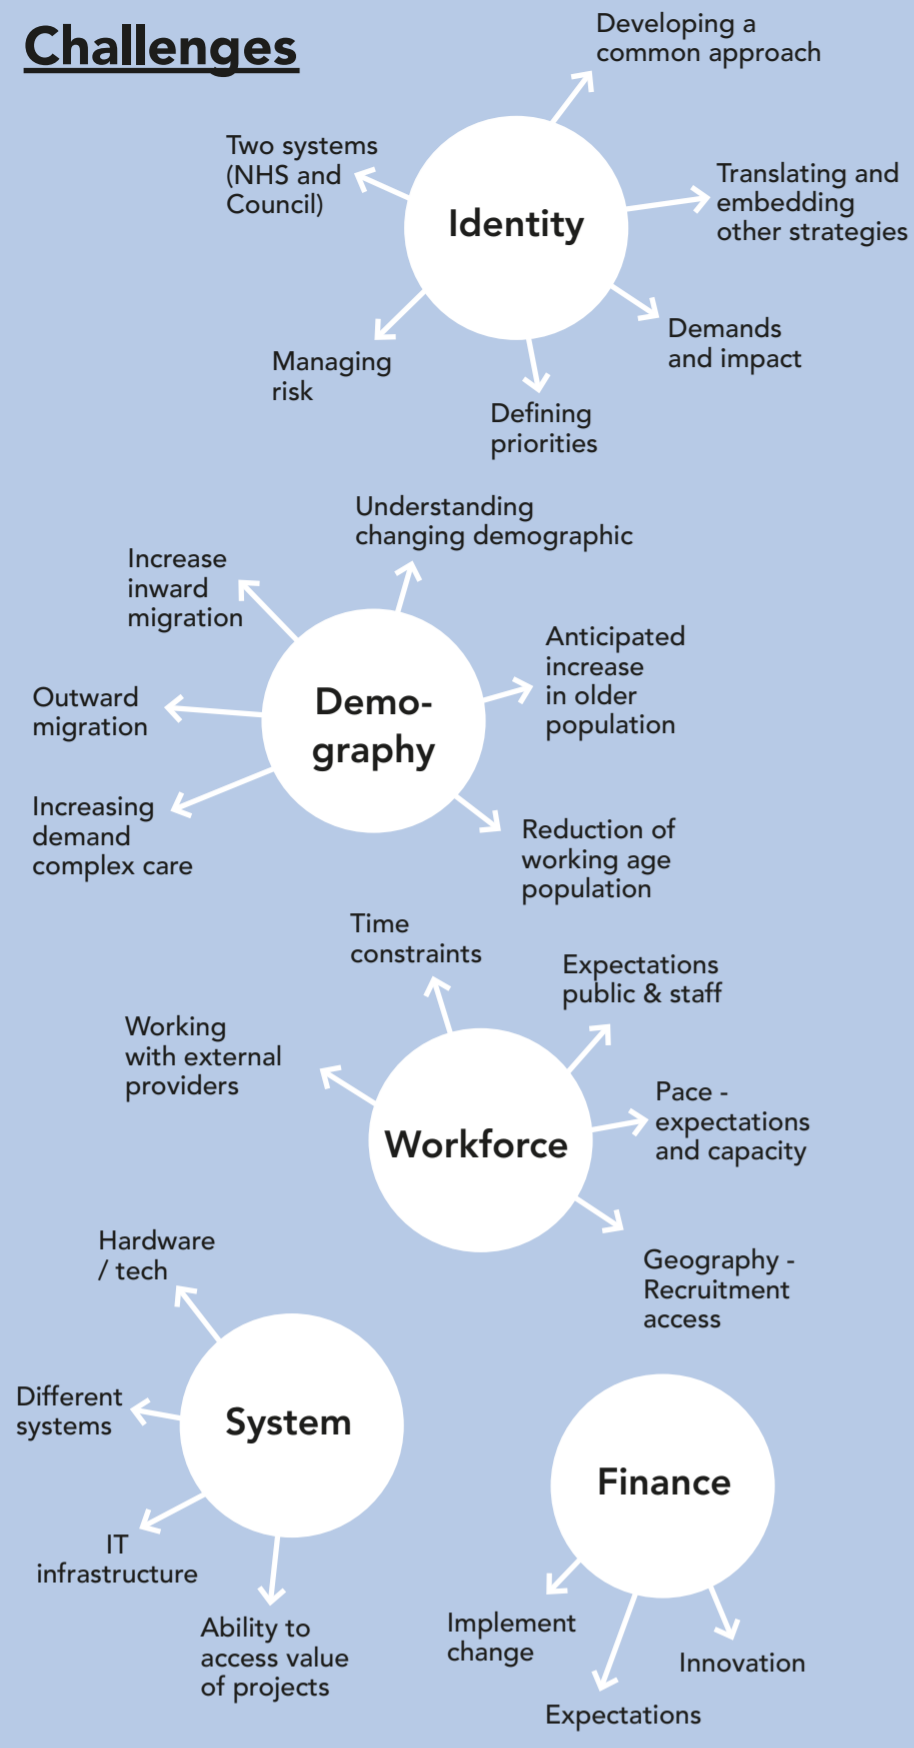 Challenges
Developing a
common approach
Two systems
(NHS and
Council)
Identity
Translating and
embedding
other strategies
Demands
and impact
Managing
risk
Defining
priorities
Understanding
changing demographic
Increase
inward
migration
Demo-
graphy
Anticipated
increase
in older
population
Outward
migration
Increasing
demand
complex care
Reduction of
working age
population
Time
constraints
Expectations
public & staff
Working
with external
providers
Workforce
Pace -
expectations
and capacity
Geography -
Recruitment
access
Hardware
/ tech
Different
systems
System
IT
infrastructure
Ability to
access value
of projects
Finance
Implement
change
Innovation
Expectations